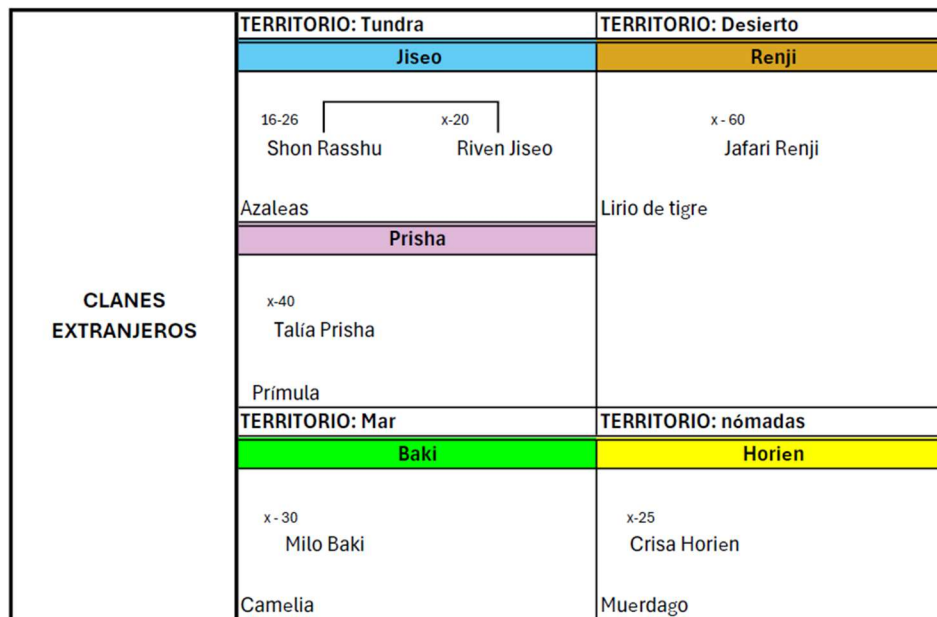 TERRITORIO: Tundra
TERRITORIO: Desierto
Jiseo
Renji
16-26
x-20
x - 60
Shon Rasshu
Riven Jiseo
Jafari Renji
Azaleas
Lirio de tigre
Prisha
CLANES
EXTRANJEROS
x-40
Talía Prisha
Prímula
TERRITORIO: Mar
TERRITORIO: nómadas
Baki
Horien
x - 30
x-25
Milo Baki
Crisa Horien
Camelia
Muerdago